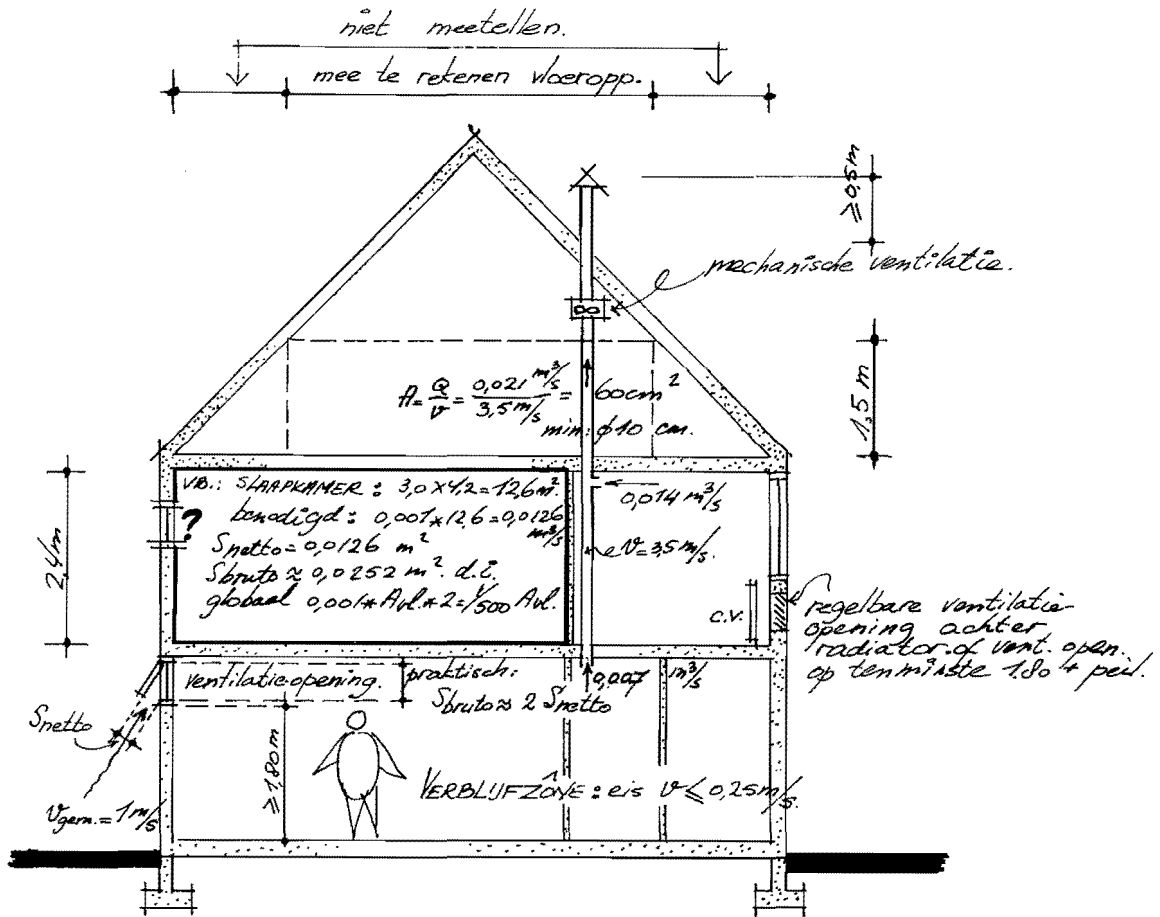 niet meetellen.
mee te rekenen vloeropp.
≥0,5m
mechanische ventilatie.
1,5 m
A = Q/v = 0,021 m³/s / 3,5 m/s = 60cm²
min. ϕ10 cm.
VB.: SLAAPKAMER : 3,0 x 4,2 = 12,6 m².
benodigd : 0,001 * 12,6 = 0,0126 m³/s
Snetto = 0,0126 m²
Sbruto ≈ 0,0252 m². d.i.
globaal 0,001 * Avl. * 2 = 1/500 Avl.
?
2,4m
0,014 m³/s
v = 3,5 m/s.
c.v.
regelbare ventilatie-
opening achter
radiator of vent. open.
op tenminste 1.80 + peil.
ventilatie-opening.
praktisch:
Sbruto ≈ 2 Snetto
0,007 m³/s
Snetto
vgem. = 1 m/s
≥1,80m
VERBLIJFZÔNE : eis v ≤ 0,25 m/s.